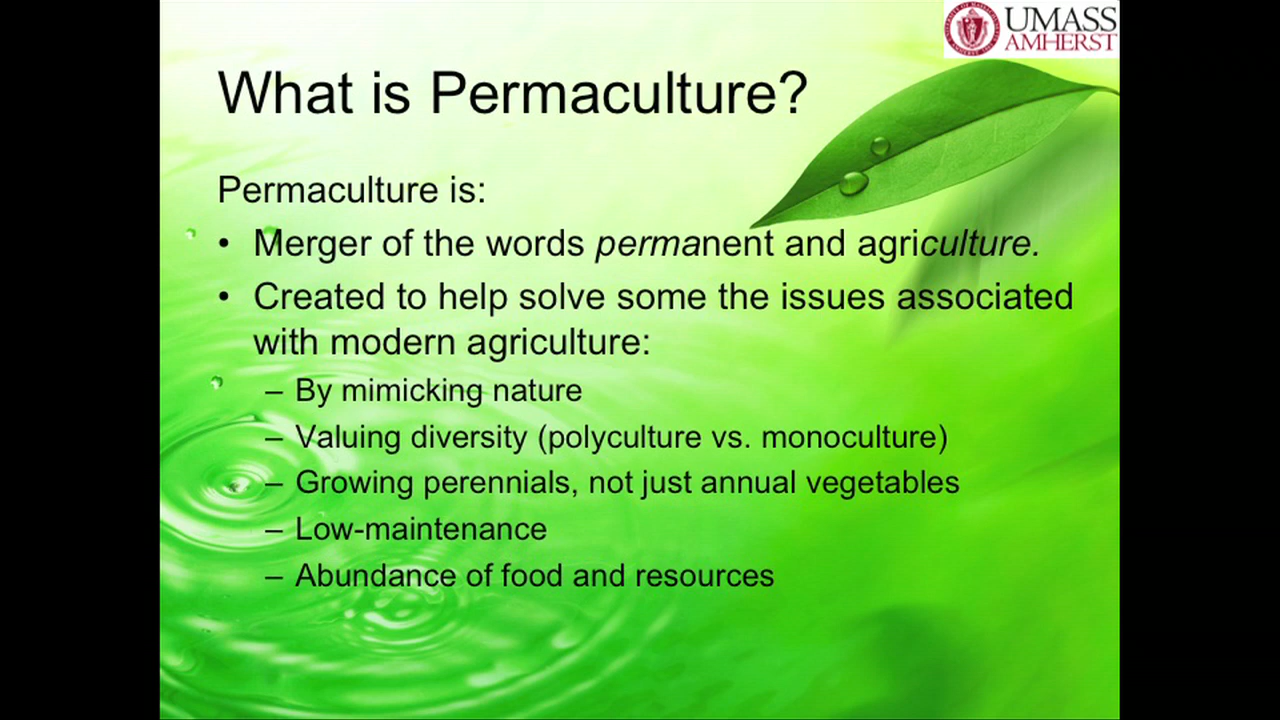 UMASS
AMHERST
What is Permaculture?
Permaculture is:
• Merger of the words permanent and agriculture.
• Created to help solve some the issues associated
with modern agriculture:
– By mimicking nature
– Valuing diversity (polyculture vs. monoculture)
– Growing perennials, not just annual vegetables
– Low-maintenance
– Abundance of food and resources